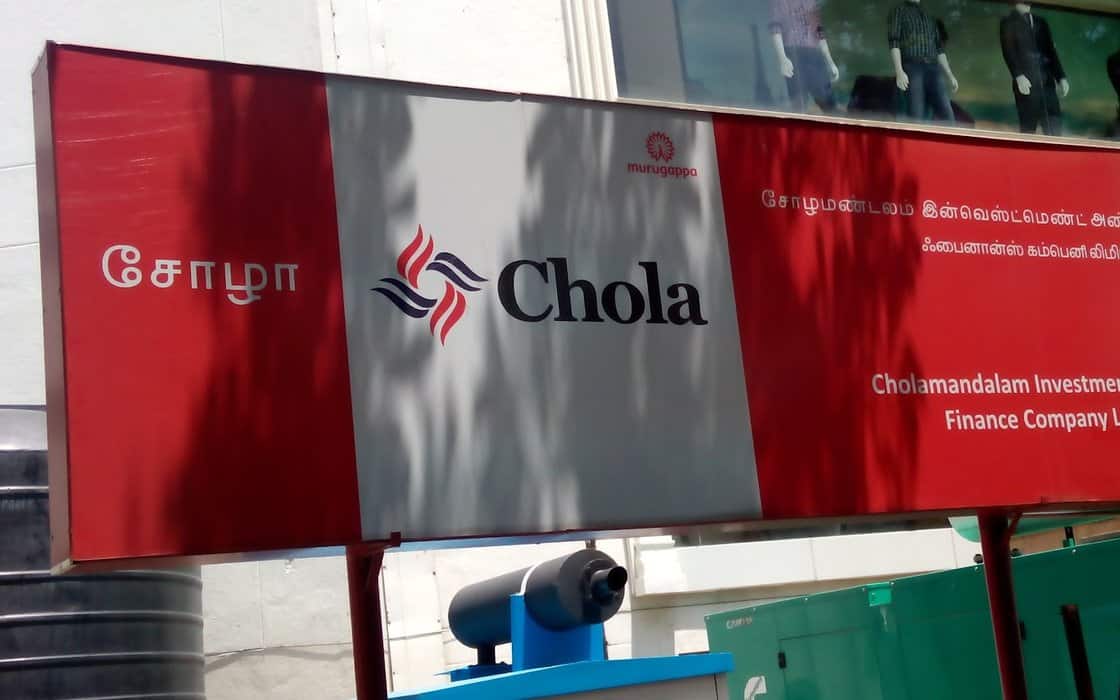 சோழா
murugappa
Chola
சோழமண்டலம் இன்வெஸ்ட்மெண்ட்
ஃபைனான்ஸ் கம்பெனி
Cholamandalam
Finance Company